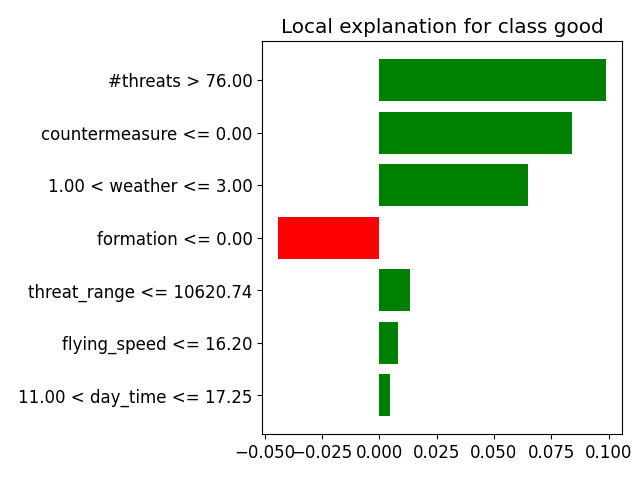 Local explanation for class good
#threats > 76.00
countermeasure <= 0.00
1.00 < weather <= 3.00
formation <= 0.00
threat_range <= 10620.74
flying_speed <= 16.20
11.00 < day_time <= 17.25
−0.050 −0.025 0.000 0.025 0.050 0.075 0.100